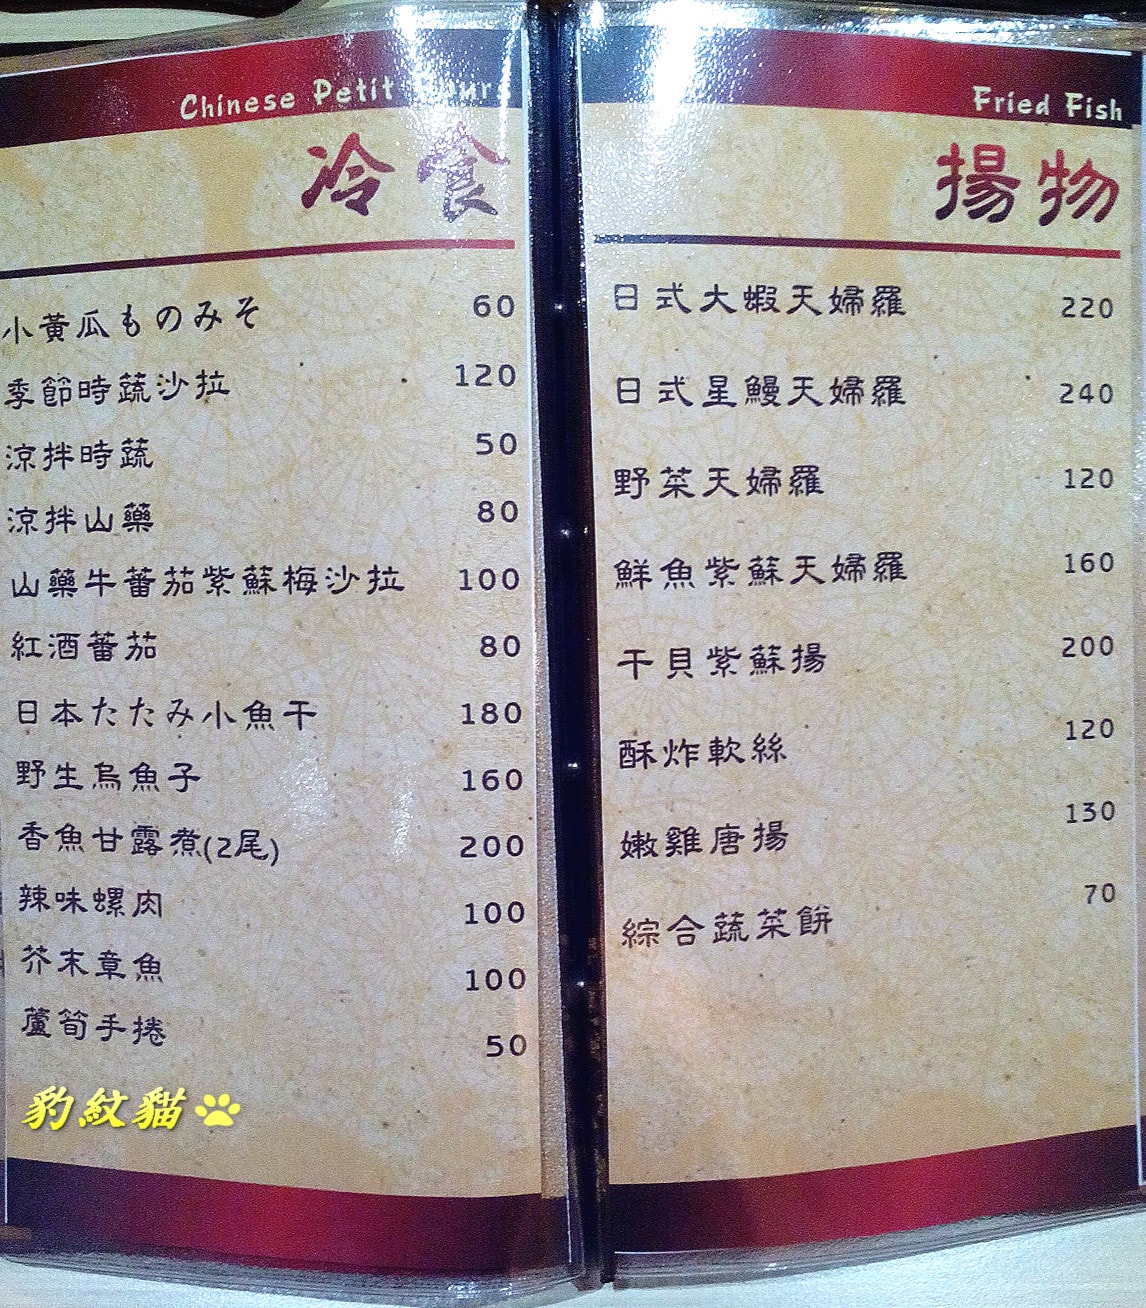 Chinese Petit
冷食
小黃瓜ものみそ 60
季節時蔬沙拉 120
涼拌時蔬 50
涼拌山藥 80
山藥牛蕃茄紫蘇梅沙拉 100
紅酒蕃茄 80
日本たたみ小魚干 180
野生烏魚子 160
香魚甘露煮(2尾) 200
辣味螺肉 100
芥末章魚 100
蘆筍手捲 50
豹紋貓
Fried Fish
揚物
日式大蝦天婦羅 220
日式星鰻天婦羅 240
野菜天婦羅 120
鮮魚紫蘇天婦羅 160
干貝紫蘇揚 200
酥炸軟絲 120
嫩雞唐揚 130
綜合蔬菜餅 70